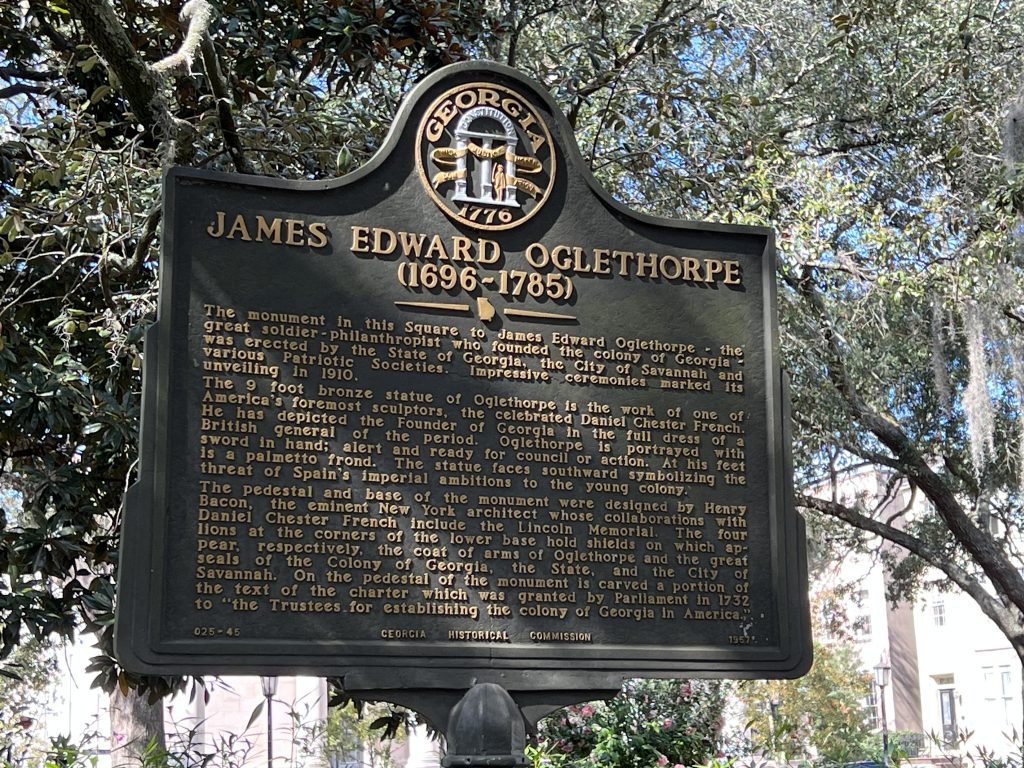 GEORGIA
1776
JAMES EDWARD OGLETHORPE
(1696-1785)
The monument in this Square to James Edward Oglethorpe - the
great soldier-philanthropist who founded the colony of Georgia -
was erected by the State of Georgia, the City of Savannah and
various Patriotic Societies. Impressive ceremonies marked its
unveiling in 1910.
The 9 foot bronze statue of Oglethorpe is the work of one of
America's foremost sculptors, the celebrated Daniel Chester French.
He has depicted the Founder of Georgia in the full dress of a
British general of the period. Oglethorpe is portrayed with
sword in hand; alert and ready for council or action. At his feet
is a palmetto frond. The statue faces southward symbolizing the
threat of Spain's imperial ambitions to the young colony.
The pedestal and base of the monument were designed by Henry
Bacon, the eminent New York architect whose collaborations with
Daniel Chester French include the Lincoln Memorial. The four
lions at the corners of the lower base hold shields on which ap-
pear, respectively, the coat of arms of Oglethorpe and the great
seals of the Colony of Georgia, the State, and the City of
Savannah. On the pedestal of the monument is carved a portion of
the text of the charter which was granted by Parliament in 1732
to "the Trustees for establishing the colony of Georgia in America."
025-45 GEORGIA HISTORICAL COMMISSION 1957